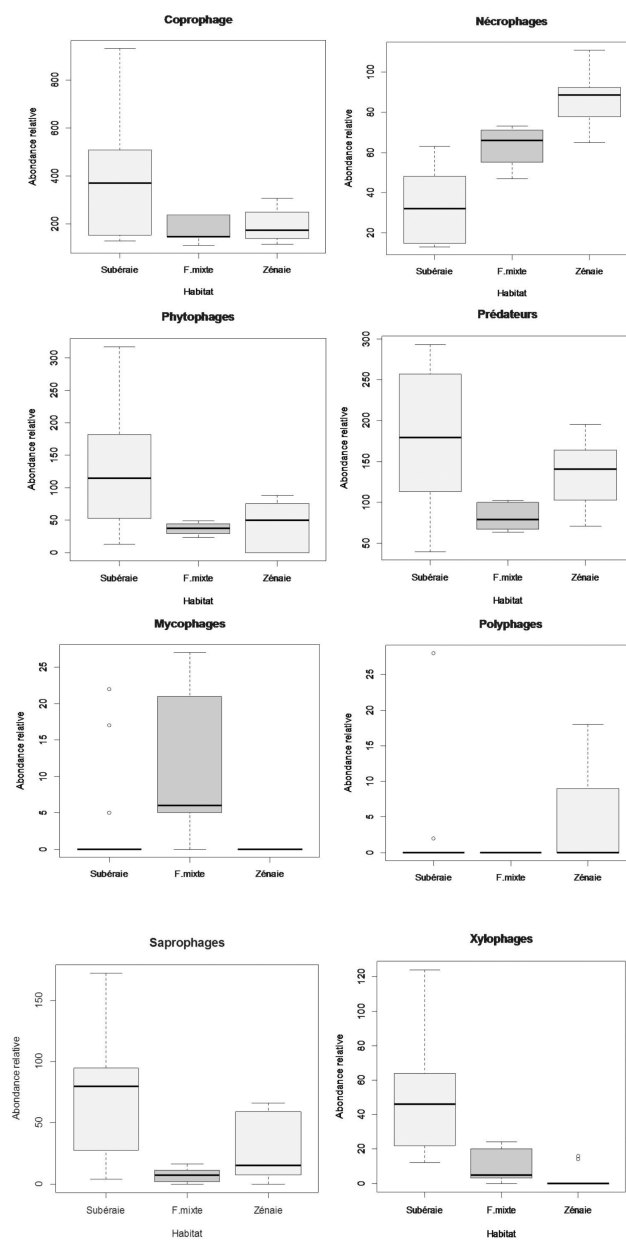 Coprophage
Abondance relative
800
600
400
200
Subéraie F.mixte Zénaie
Habitat
Nécrophages
Abondance relative
100
80
60
40
20
Subéraie F.mixte Zénaie
Habitat
Phytophages
Abondance relative
300
250
200
150
100
50
0
Subéraie F.mixte Zénaie
Habitat
Prédateurs
Abondance relative
300
250
200
150
100
50
Subéraie F.mixte Zénaie
Habitat
Mycophages
Abondance relative
25
20
15
10
5
0
Subéraie F.mixte Zénaie
Polyphages
Abondance relative
25
20
15
10
5
0
Subéraie F.mixte Zénaie
Saprophages
Abondance relative
150
100
50
0
Subéraie F.mixte Zénaie
Habitat
Xylophages
Abondance relative
120
100
80
60
40
20
0
Subéraie F.mixte Zénaie
Habitat